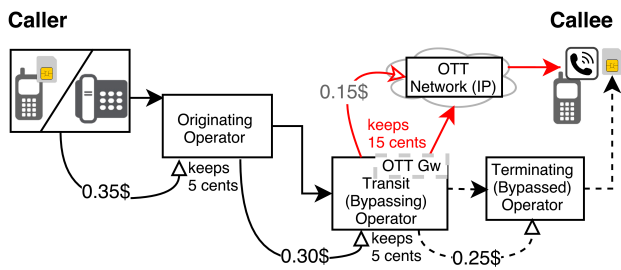 Caller
Callee
OTT
Network (IP)
0.15$
keeps
15 cents
Originating
Operator
OTT Gw
Transit
(Bypassing)
Operator
Terminating
(Bypassed)
Operator
0.35$
keeps
5 cents
0.30$
keeps
5 cents
0.25$